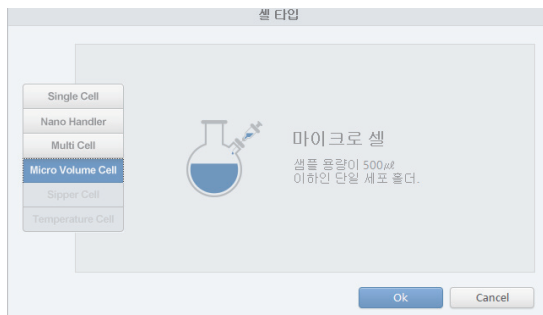 셀 타입
Single Cell
Nano Handler
Multi Cell
Micro Volume Cell
Sipper Cell
Temperature Cell
마이크로 셀
샘플 용량이 500㎕
이하인 단일 세포 홀더.
Ok
Cancel